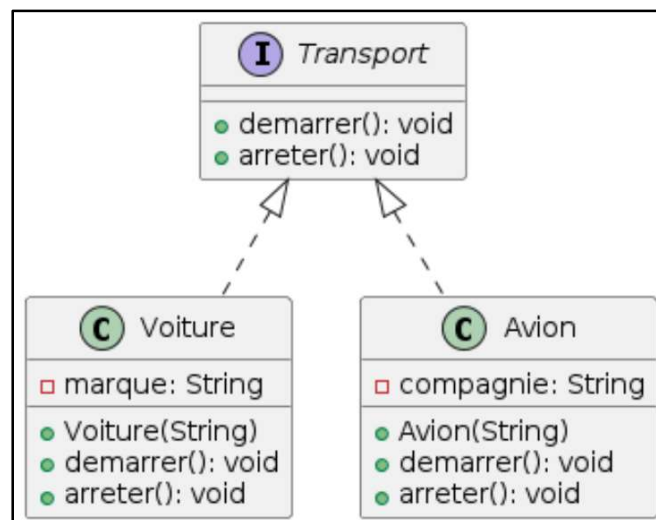 I Transport
demarrer(): void
arreter(): void
C Voiture
marque: String
Voiture(String)
demarrer(): void
arreter(): void
C Avion
compagnie: String
Avion(String)
demarrer(): void
arreter(): void